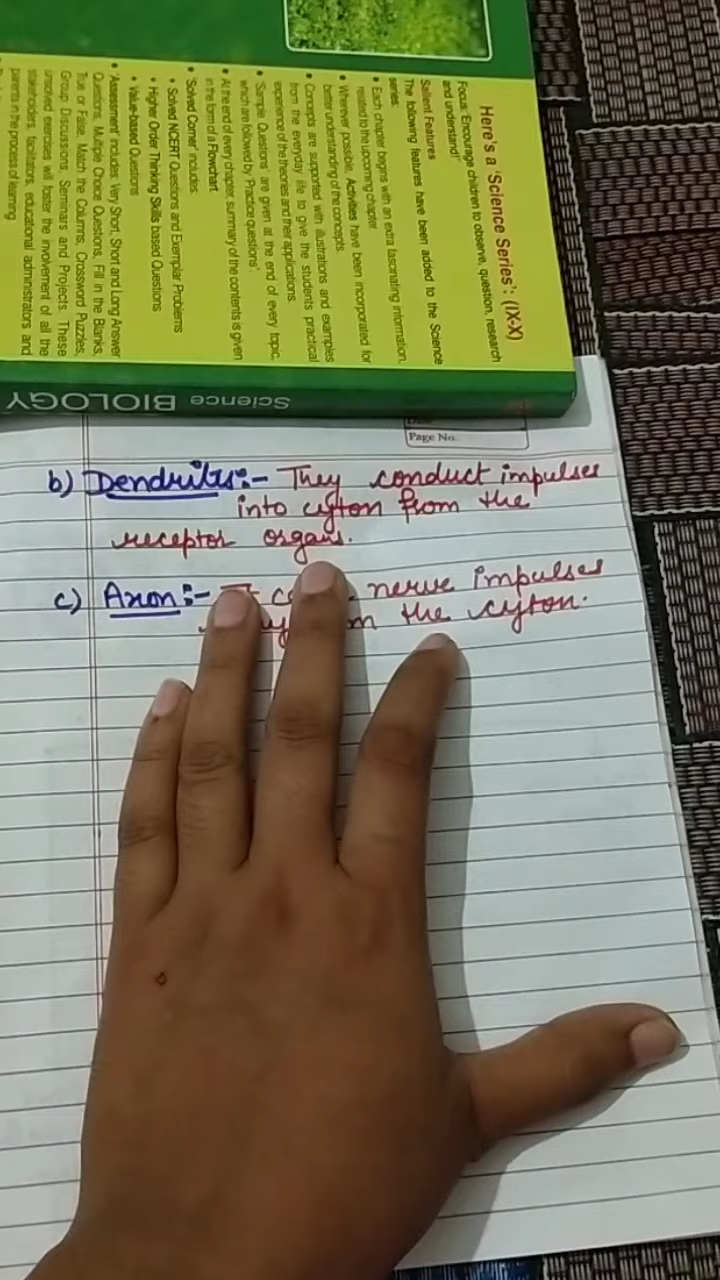 Here's a 'Science Series': (IX-X)
Focus: 'Encourage children to observe, question, research
and understand!'
Salient Features
The following features have been added to the Science
series:
• Each chapter begins with an extra fascinating information,
related to the upcoming chapter.
• Wherever possible, Activities have been incorporated for
better understanding of the concepts.
• Concepts are supported with illustrations and examples
from the everyday life to give the students practical
experience of the theories and their applications.
• 'Sample Questions' are given at the end of every topic,
which are followed by 'Practice questions'.
• At the end of every chapter, summary of the contents is given
in the form of a Flowchart.
• 'Solved Corner' includes:
• Solved NCERT Questions and Exemplar Problems
• Higher Order Thinking Skills based Questions
• Value-based Questions
• 'Assessment' includes Very Short, Short and Long Answer
Questions, Multiple Choice Questions, Fill in the Blanks,
True or False, Match the Columns, Crossword Puzzles,
Group Discussions, Seminars and Projects. These
unsolved exercises will foster the involvement of all the
stakeholders, facilitators, educational administrators and
parents in the process of learning.
Science BIOLOGY
Page No.
b) Dendrites:- They conduct impulses
into cyton from the
receptor organs.
c) Axon:- nerve impulses
the cyton.